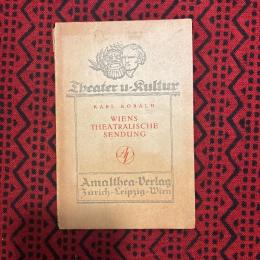 Theater u-Kultur
KARL KOBALD
WIENS
THEATRALISCHE
SENDUNG
Amalthea-Verlag
Zürich-Leipzig-Wien